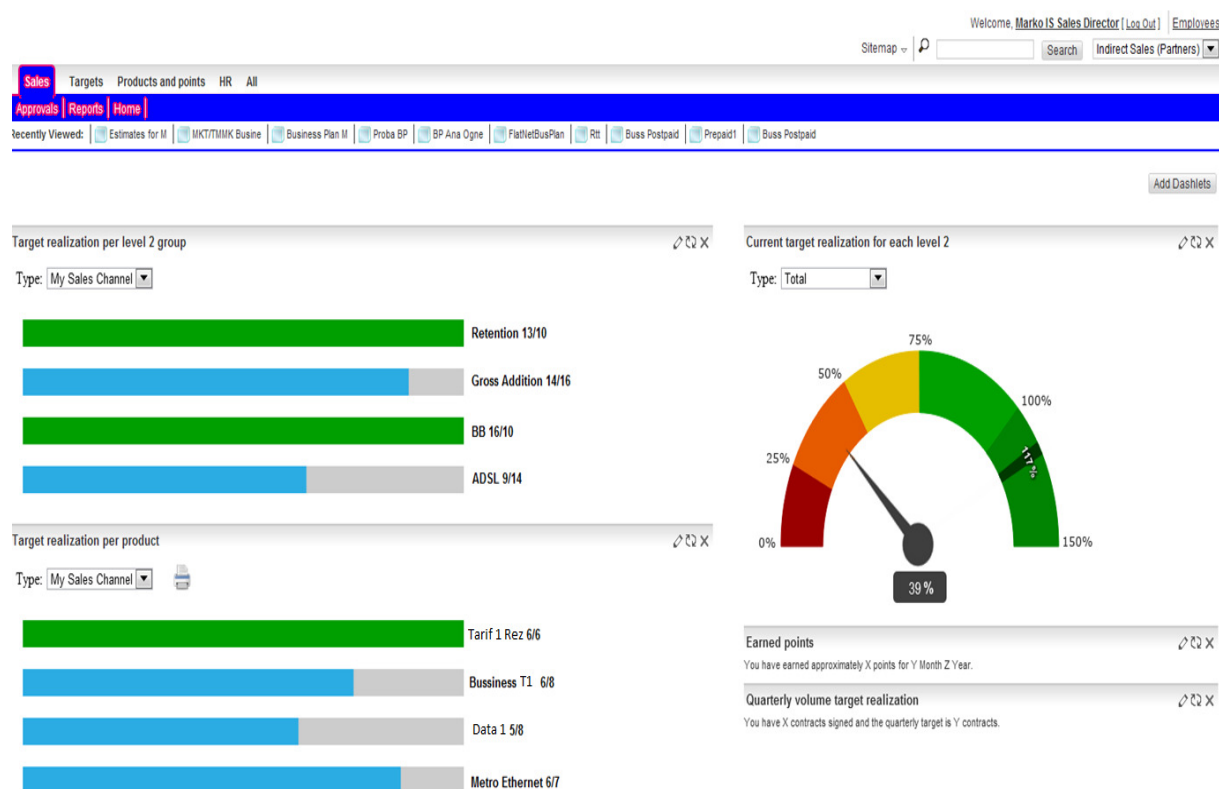 Welcome, Marko IS Sales Director [ Log Out ] Employees
Sitemap Search Indirect Sales (Partners)
Sales Targets Products and points HR All
Approvals Reports Home
Recently Viewed: Estimates for M MKT/TMMK Busine Business Plan M Proba BP BP Ana Ogne FlatNetBusPlan Rtt Buss Postpaid Prepaid1 Buss Postpaid
Add Dashlets
Target realization per level 2 group
Type: My Sales Channel
Retention 13/10
Gross Addition 14/16
BB 16/10
ADSL 9/14
Target realization per product
Type: My Sales Channel
Tarif 1 Rez 6/6
Bussiness T1 6/8
Data 1 5/8
Metro Ethernet 6/7
Current target realization for each level 2
Type: Total
0%
25%
50%
75%
100%
117 %
150%
39 %
Earned points
You have earned approximately X points for Y Month Z Year.
Quarterly volume target realization
You have X contracts signed and the quarterly target is Y contracts.